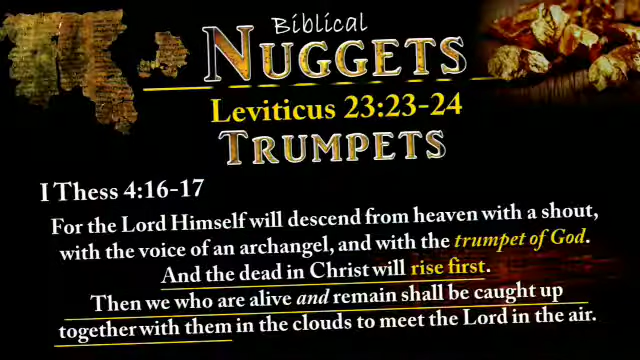 Biblical
NUGGETS
Leviticus 23:23-24
TRUMPETS
I Thess 4:16-17
For the Lord Himself will descend from heaven with a shout,
with the voice of an archangel, and with the trumpet of God.
And the dead in Christ will rise first.
Then we who are alive and remain shall be caught up
together with them in the clouds to meet the Lord in the air.